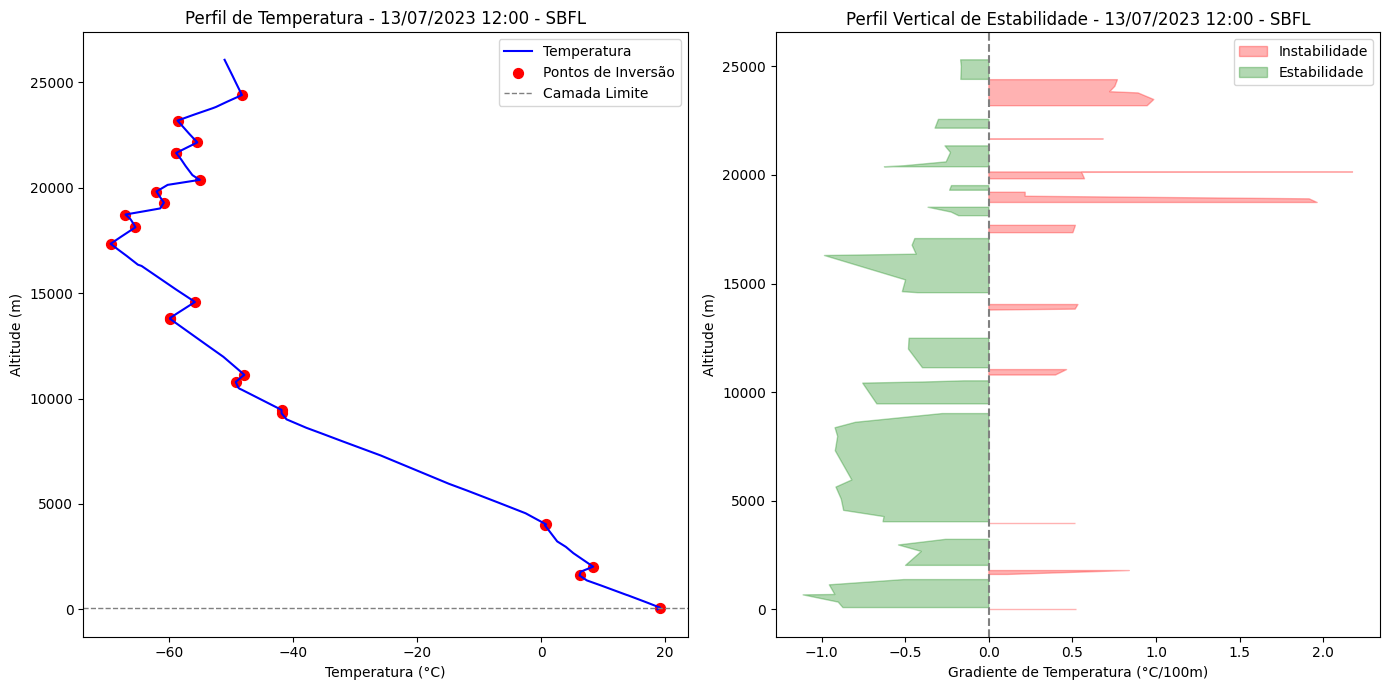 Perfil de Temperatura - 13/07/2023 12:00 - SBFL
Temperatura
Pontos de Inversão
Camada Limite
25000
20000
15000
10000
5000
0
Altitude (m)
−60
−40
−20
0
20
Temperatura (°C)
Perfil Vertical de Estabilidade - 13/07/2023 12:00 - SBFL
Instabilidade
Estabilidade
25000
20000
15000
10000
5000
0
Altitude (m)
−1.0
−0.5
0.0
0.5
1.0
1.5
2.0
Gradiente de Temperatura (°C/100m)